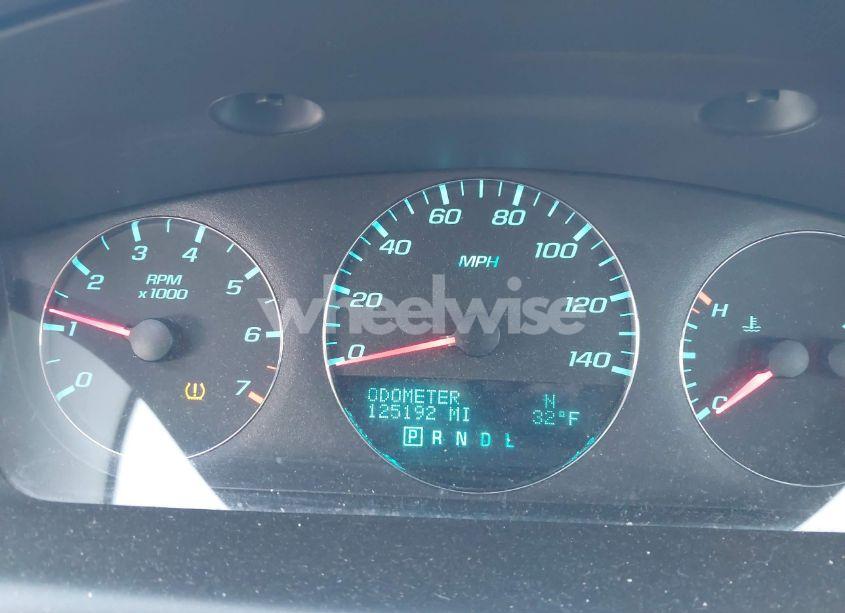 0 1 2 3 4 5 6 7
RPM
x 1000
0 20 40 60 80 100 120 140
MPH
ODOMETER N
125192 MI 32°F
P R N D L
H
C
wheelwise